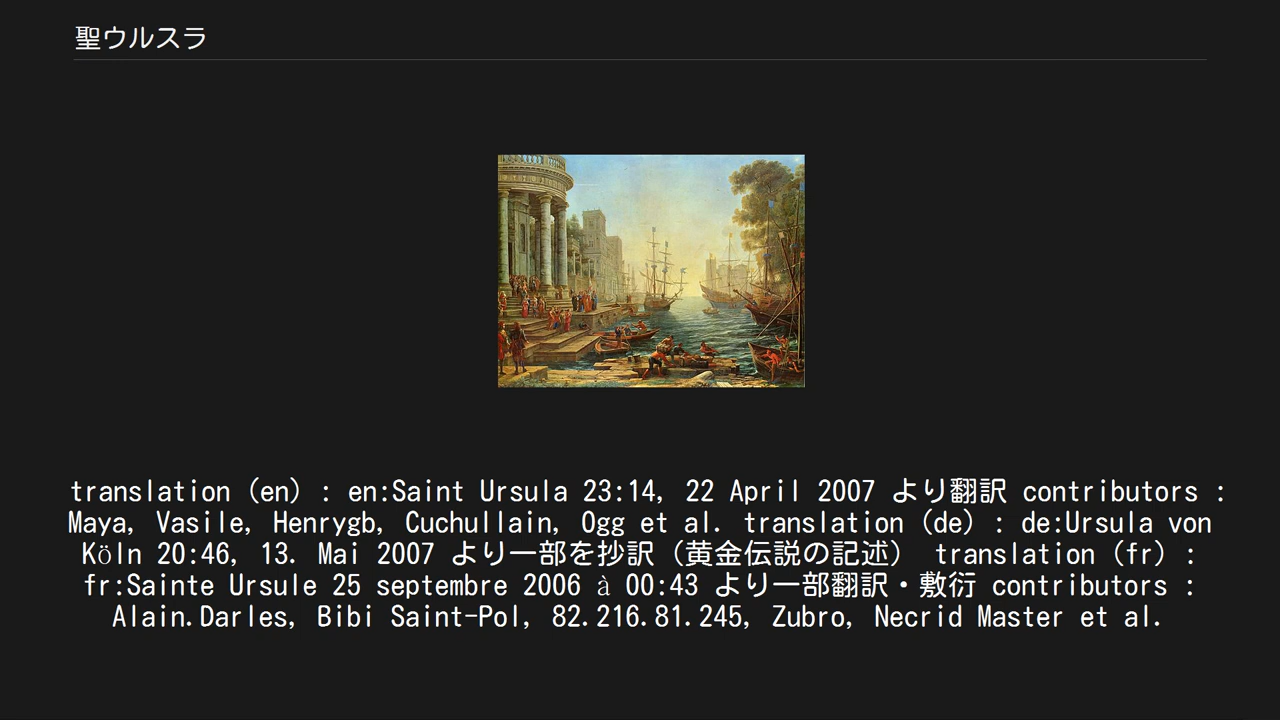 聖ウルスラ
translation (en) : en:Saint Ursula 23:14, 22 April 2007 より翻訳 contributors :
Maya, Vasile, Henrygb, Cuchullain, Ogg et al. translation (de) : de:Ursula von
Köln 20:46, 13. Mai 2007 より一部を抄訳（黄金伝説の記述） translation (fr) :
fr:Sainte Ursule 25 septembre 2006 à 00:43 より一部翻訳・敷衍 contributors :
Alain.Darles, Bibi Saint-Pol, 82.216.81.245, Zubro, Necrid Master et al.